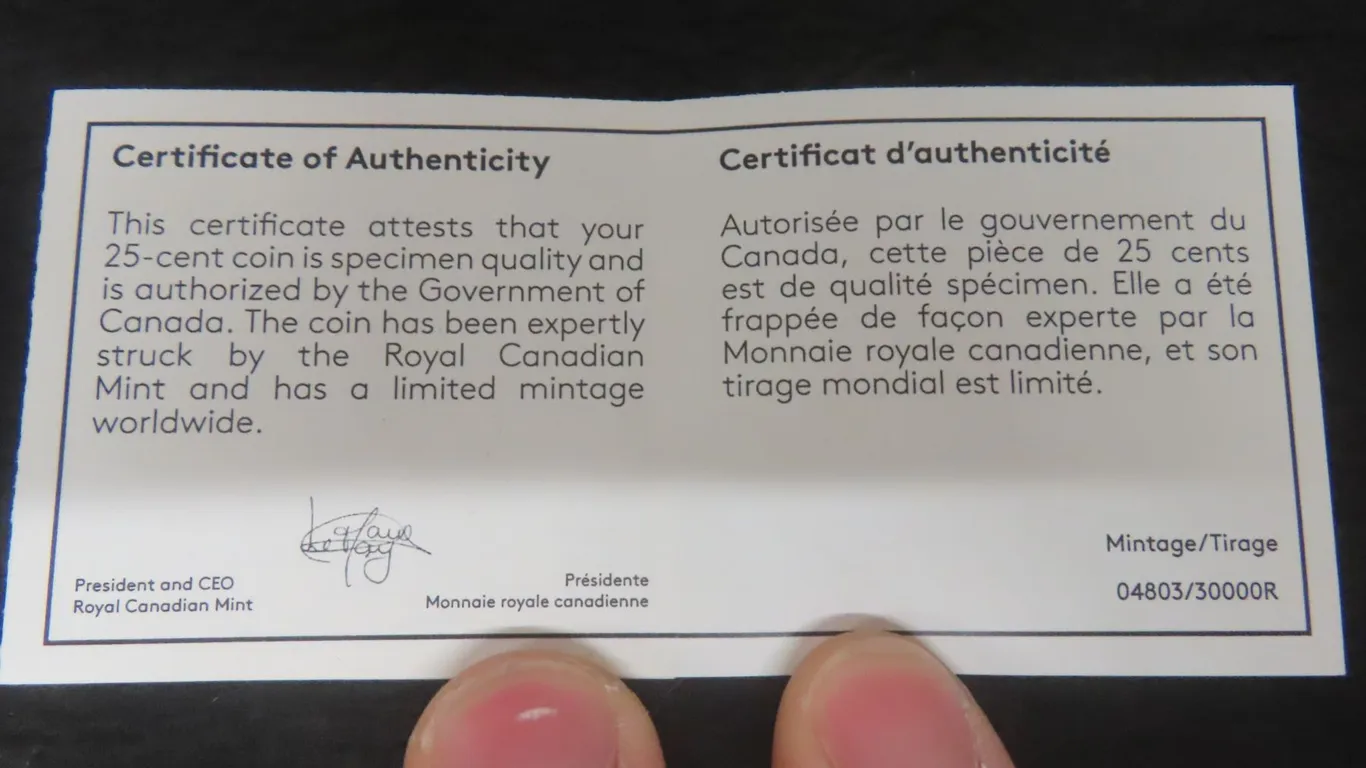 Certificate of Authenticity
This certificate attests that your
25-cent coin is specimen quality and
is authorized by the Government of
Canada. The coin has been expertly
struck by the Royal Canadian
Mint and has a limited mintage
worldwide.
President and CEO
Royal Canadian Mint
Présidente
Monnaie royale canadienne
Certificat d'authenticité
Autorisée par le gouvernement du
Canada, cette pièce de 25 cents
est de qualité spécimen. Elle a été
frappée de façon experte par la
Monnaie royale canadienne, et son
tirage mondial est limité.
Mintage/Tirage
04803/30000R